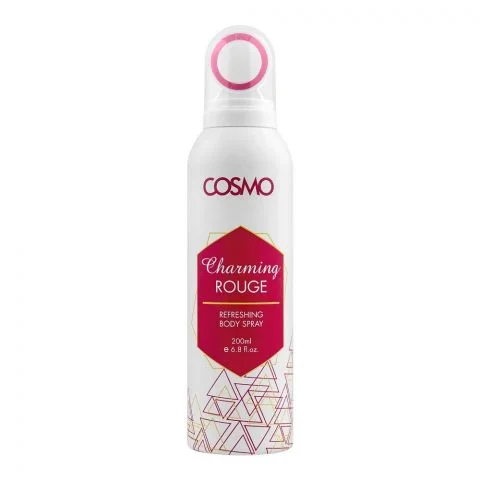 COSMO
Charming
ROUGE
REFRESHING
BODY SPRAY
200ml
e 6.8 fl.oz.